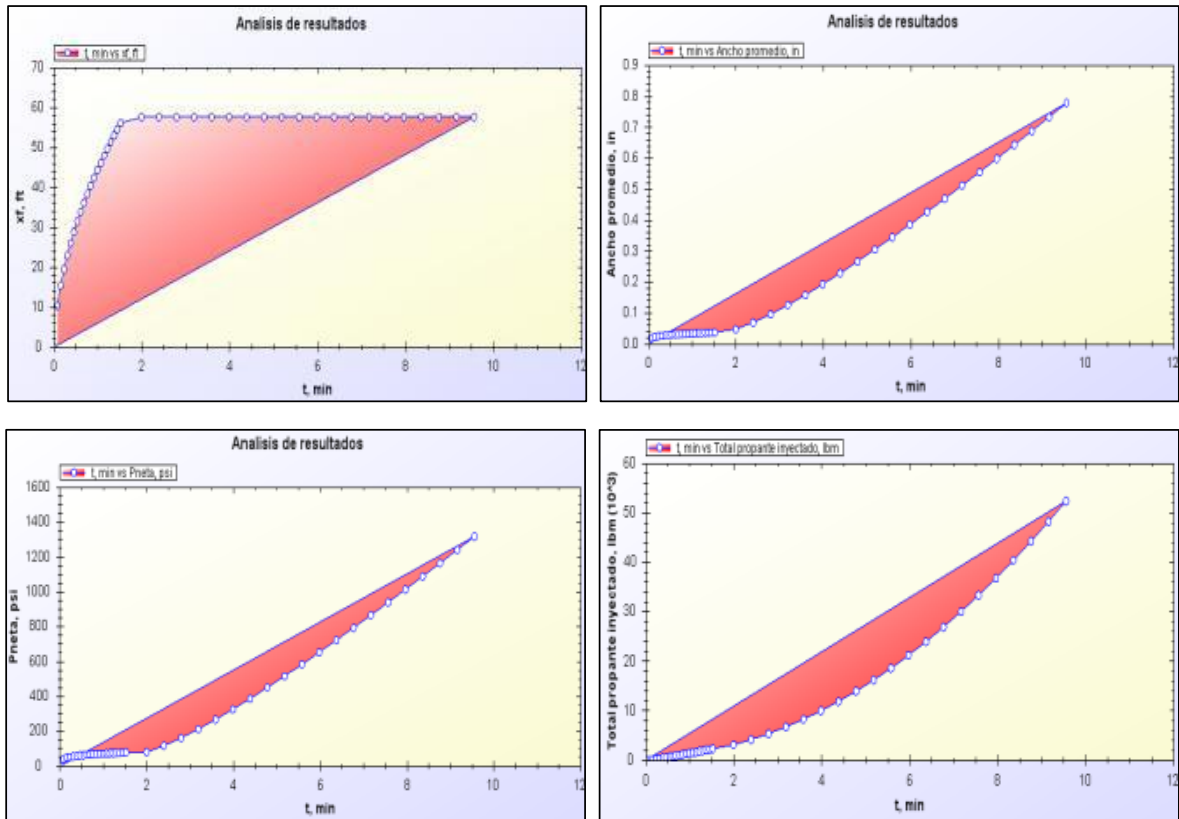 Analisis de resultados
t, min vs xf, ft
70
60
50
40
30
20
10
0
xf, ft
0 2 4 6 8 10 12
t, min
Analisis de resultados
t, min vs Ancho promedio, in
0.9
0.8
0.7
0.6
0.5
0.4
0.3
0.2
0.1
0.0
Ancho promedio, in
0 2 4 6 8 10 12
t, min
Analisis de resultados
t, min vs Pneta, psi
1600
1400
1200
1000
800
600
400
200
0
Pneta, psi
0 2 4 6 8 10 12
t, min
t, min vs Total propante inyectado, lbm
60
50
40
30
20
10
0
Total propante inyectado, lbm (10^3)
0 2 4 6 8 10 12
t, min